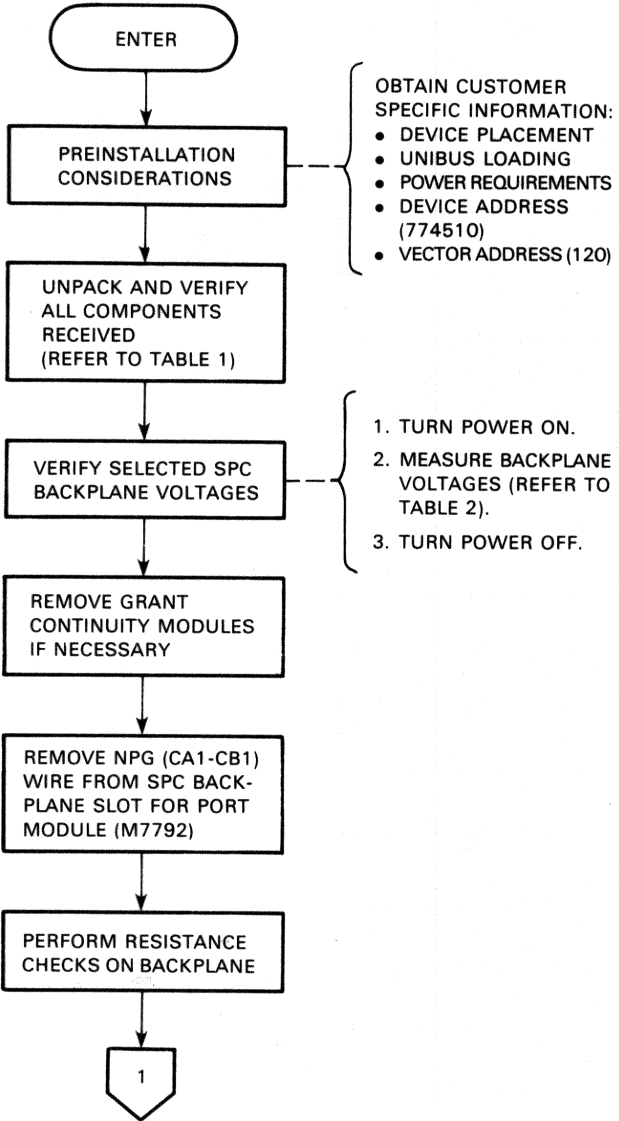 ENTER
PREINSTALLATION
CONSIDERATIONS
OBTAIN CUSTOMER
SPECIFIC INFORMATION:
● DEVICE PLACEMENT
● UNIBUS LOADING
● POWER REQUIREMENTS
● DEVICE ADDRESS
(774510)
● VECTOR ADDRESS (120)
UNPACK AND VERIFY
ALL COMPONENTS
RECEIVED
(REFER TO TABLE 1)
VERIFY SELECTED SPC
BACKPLANE VOLTAGES
1. TURN POWER ON.
2. MEASURE BACKPLANE
VOLTAGES (REFER TO
TABLE 2).
3. TURN POWER OFF.
REMOVE GRANT
CONTINUITY MODULES
IF NECESSARY
REMOVE NPG (CA1-CB1)
WIRE FROM SPC BACK-
PLANE SLOT FOR PORT
MODULE (M7792)
PERFORM RESISTANCE
CHECKS ON BACKPLANE
1